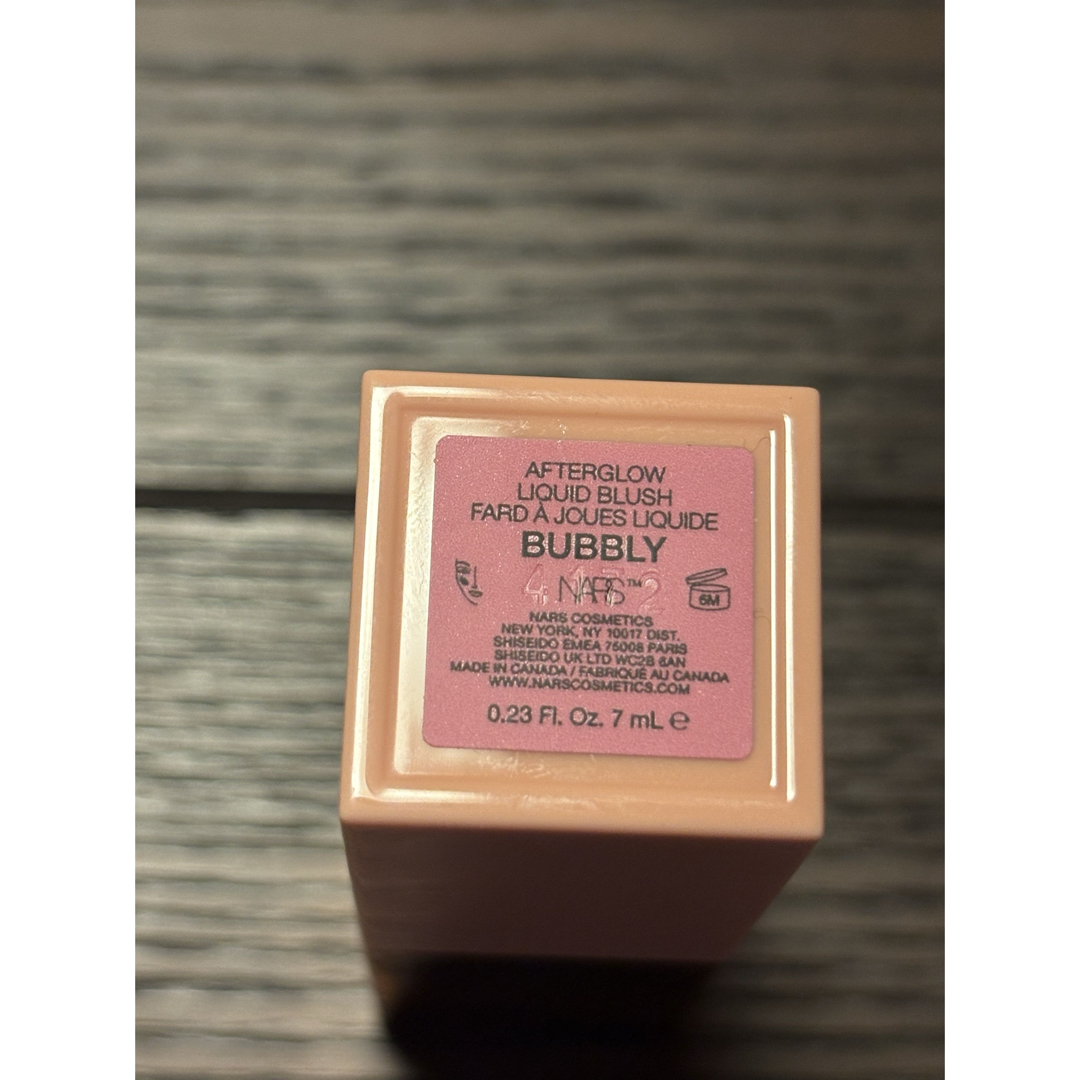 AFTERGLOW
LIQUID BLUSH
FARD À JOUES LIQUIDE
BUBBLY
NARS™
6M
NARS COSMETICS
NEW YORK, NY 10017 DIST.
SHISEIDO EMEA 75008 PARIS
SHISEIDO UK LTD WC2B 6AN
MADE IN CANADA / FABRIQUÉ AU CANADA
WWW.NARSCOSMETICS.COM
0.23 Fl. Oz. 7 mL ℮